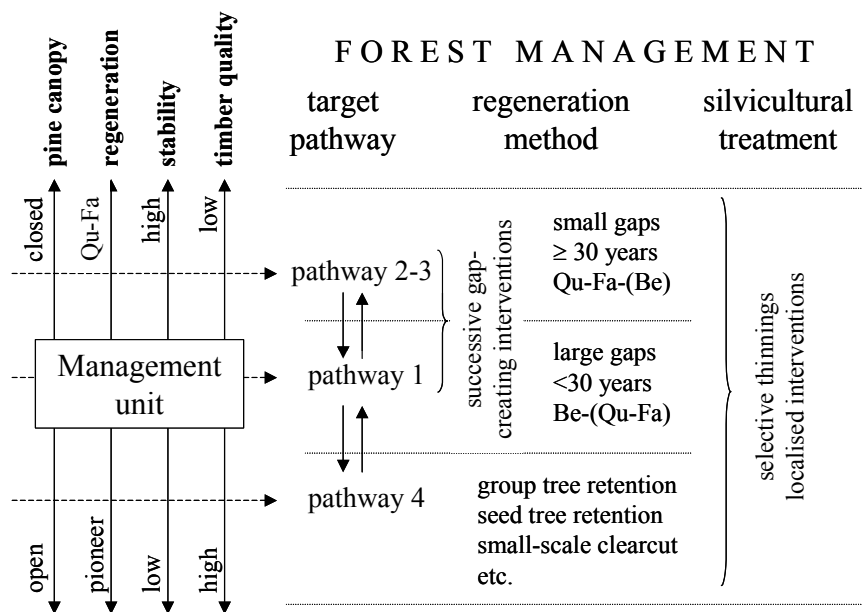 FOREST MANAGEMENT
pine canopy
regeneration
stability
timber quality
target
pathway
regeneration
method
silvicultural
treatment
closed
Qu-Fa
high
low
pathway 2-3
successive gap-
creating interventions
small gaps
≥ 30 years
Qu-Fa-(Be)
selective thinnings
localised interventions
Management
unit
pathway 1
large gaps
<30 years
Be-(Qu-Fa)
pathway 4
group tree retention
seed tree retention
small-scale clearcut
etc.
open
pioneer
low
high